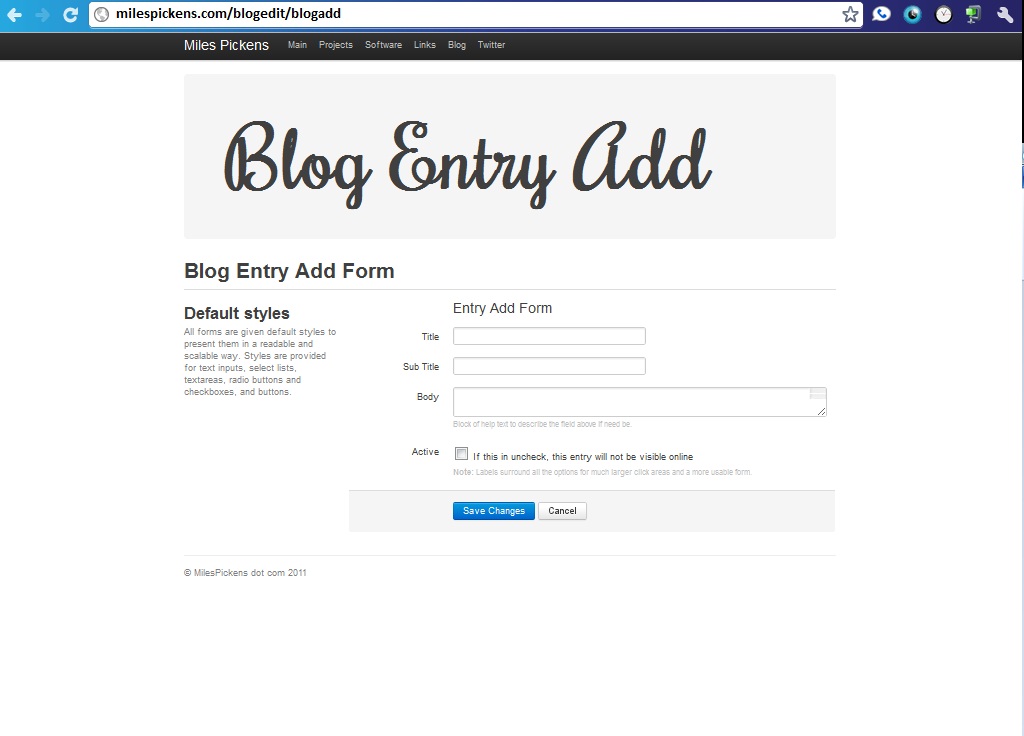 milespickens.com/blogedit/blogadd
Miles Pickens Main Projects Software Links Blog Twitter
Blog Entry Add
Blog Entry Add Form
Default styles
All forms are given default styles to
present them in a readable and
scalable way. Styles are provided
for text inputs, select lists,
textareas, radio buttons and
checkboxes, and buttons.
Entry Add Form
Title
Sub Title
Body
Block of help text to describe the field above if need be.
Active
If this in uncheck, this entry will not be visible online
Note: Labels surround all the options for much larger click areas and a more usable form.
Save Changes Cancel
© MilesPickens dot com 2011